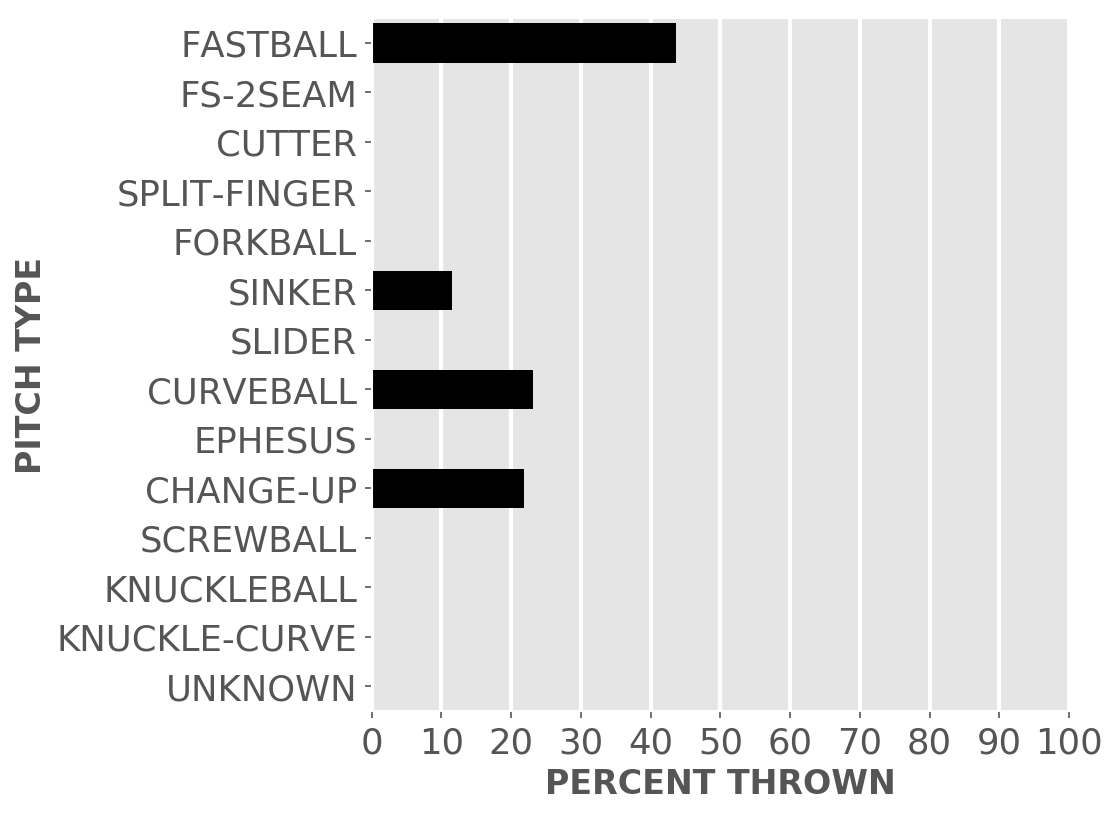 FASTBALL
FS-2SEAM
CUTTER
SPLIT-FINGER
FORKBALL
SINKER
SLIDER
CURVEBALL
EPHESUS
CHANGE-UP
SCREWBALL
KNUCKLEBALL
KNUCKLE-CURVE
UNKNOWN
PITCH TYPE
0 10 20 30 40 50 60 70 80 90 100
PERCENT THROWN